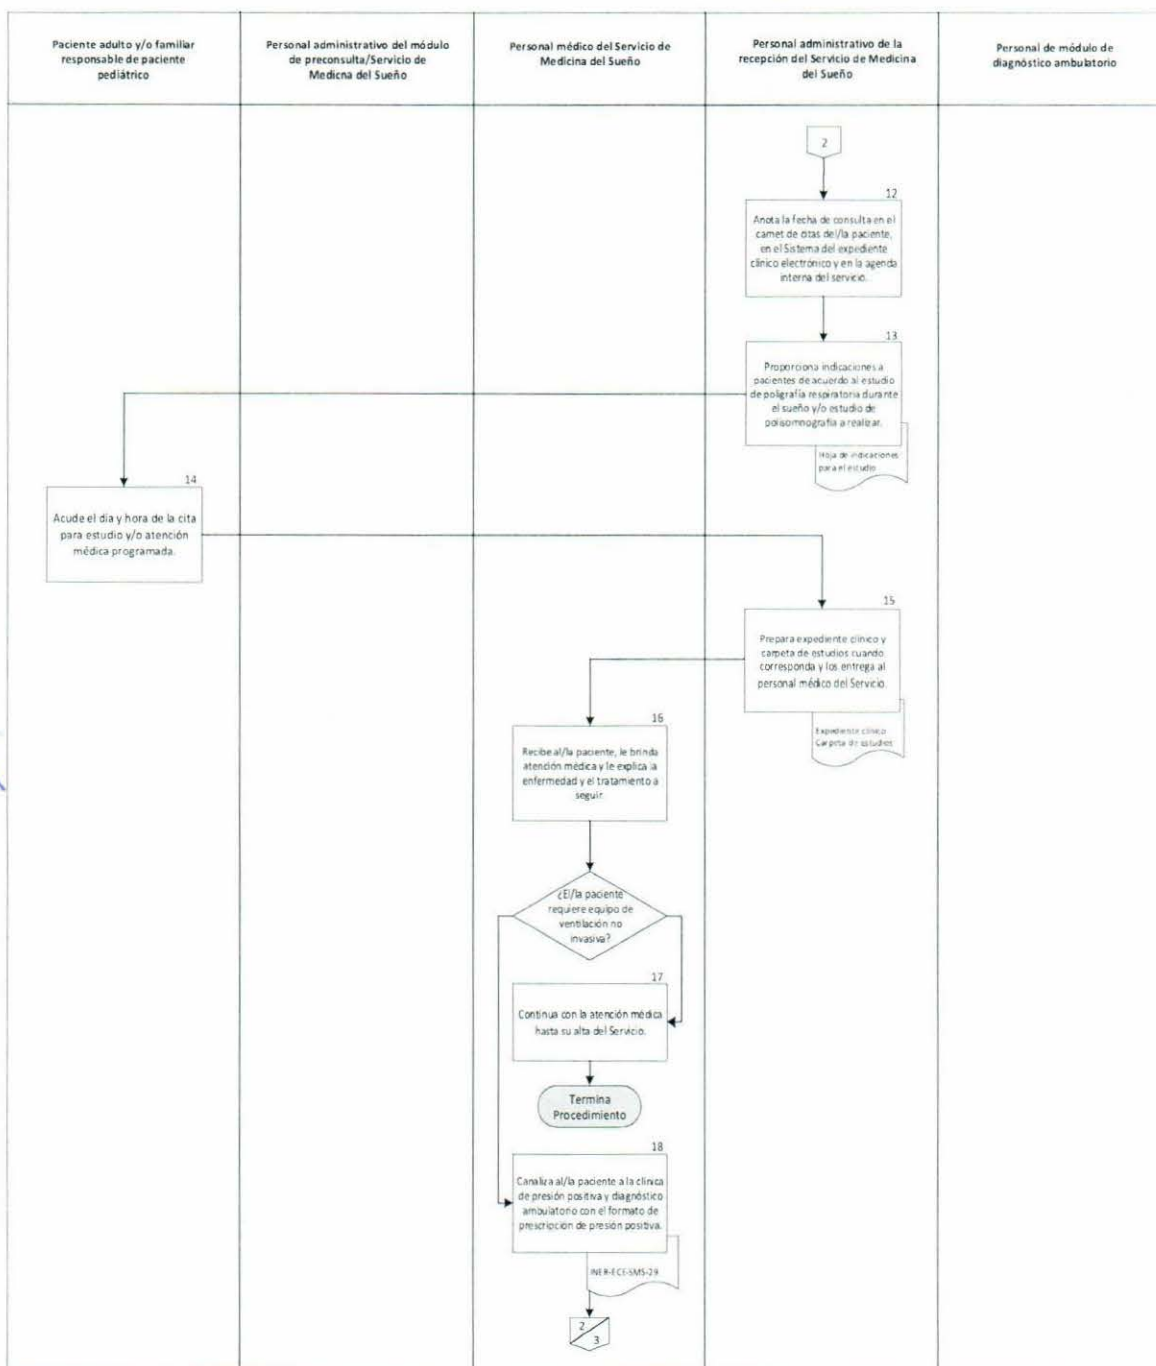 Paciente adulto y/o familiar
responsable de paciente
pediátrico
Personal administrativo del módulo
de preconsulta/Servicio de
Medicna del Sueño
Personal médico del Servicio de
Medicina del Sueño
Personal administrativo de la
recepción del Servicio de Medicina
del Sueño
Personal de módulo de
diagnóstico ambulatorio
2
12
Anota la fecha de consulta en el
carnet de citas del/la paciente,
en el Sistema del expediente
clínico electrónico y en la agenda
interna del servicio.
13
Proporciona indicaciones a
pacientes de acuerdo al estudio
de poligrafía respiratoria durante
el sueño y/o estudio de
polisomnografía a realizar.
Hoja de indicaciones
para el estudio
14
Acude el día y hora de la cita
para estudio y/o atención
médica programada.
15
Prepara expediente clínico y
carpeta de estudios cuando
corresponda y los entrega al
personal médico del Servicio.
Expediente clínico
Carpeta de estudios
16
Recibe al/la paciente, le brinda
atención médica y le explica la
enfermedad y el tratamiento a
seguir
¿El/la paciente
requiere equipo de
ventilación no
invasiva?
17
Continua con la atención médica
hasta su alta del Servicio.
Termina
Procedimiento
18
Canaliza al/la paciente a la clínica
de presión positiva y diagnóstico
ambulatorio con el formato de
prescripción de presión positiva.
INER-ECE-SMS-29
2
3